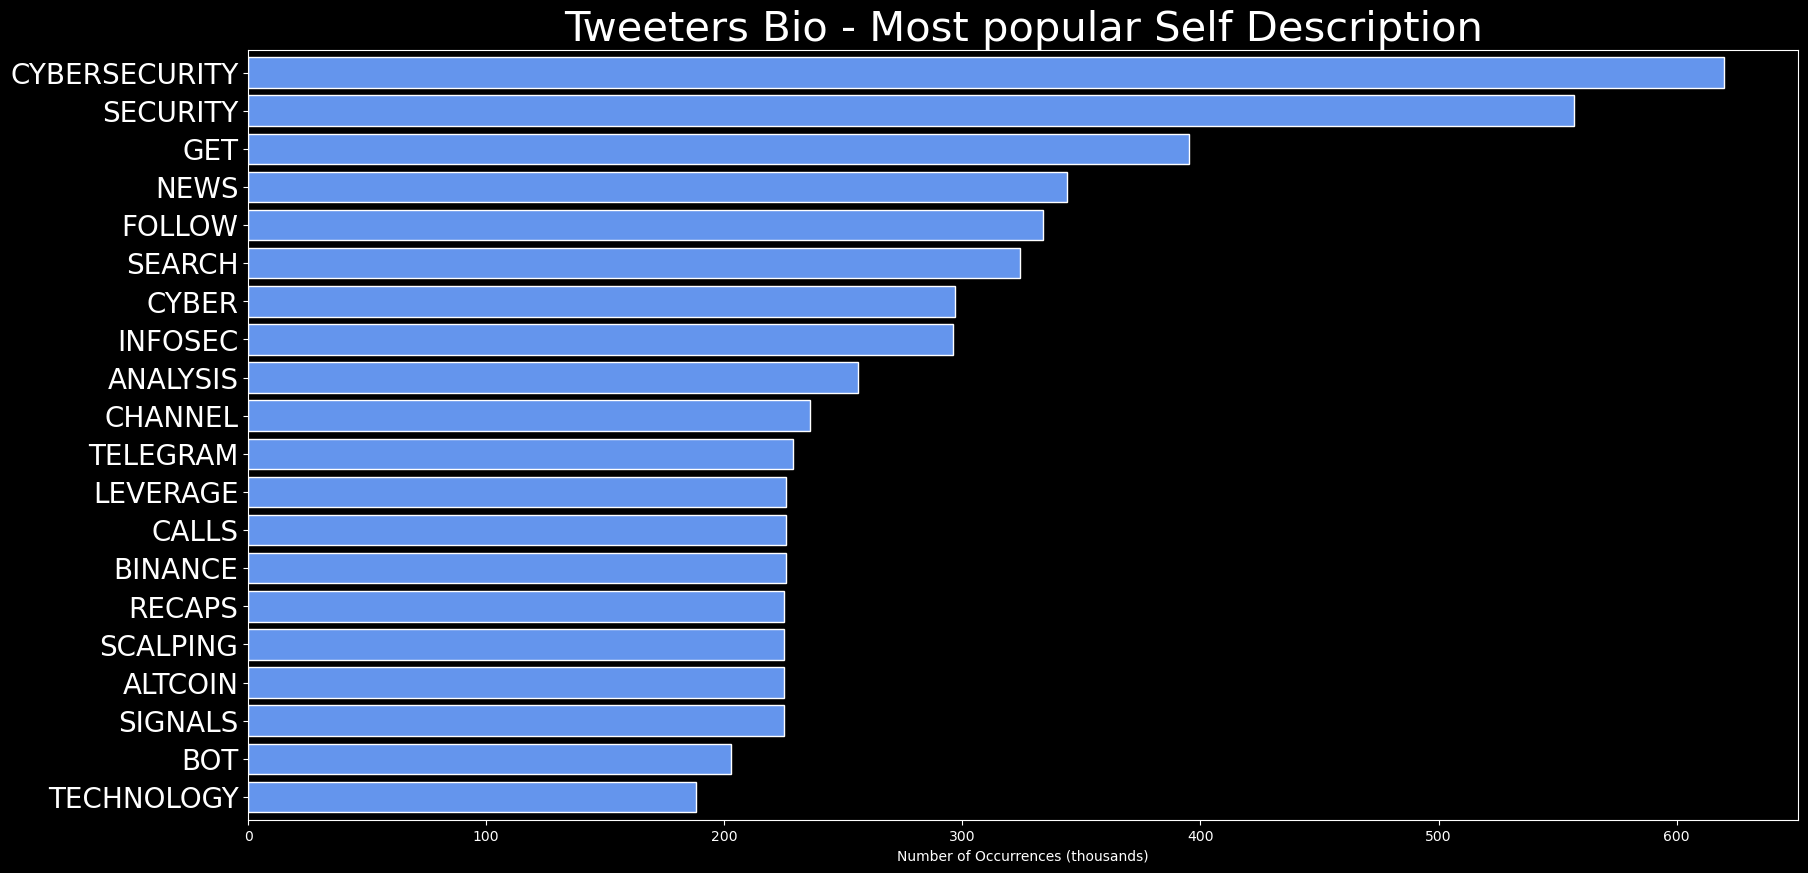 Tweeters Bio - Most popular Self Description
CYBERSECURITY
SECURITY
GET
NEWS
FOLLOW
SEARCH
CYBER
INFOSEC
ANALYSIS
CHANNEL
TELEGRAM
LEVERAGE
CALLS
BINANCE
RECAPS
SCALPING
ALTCOIN
SIGNALS
BOT
TECHNOLOGY
0 100 200 300 400 500 600
Number of Occurrences (thousands)